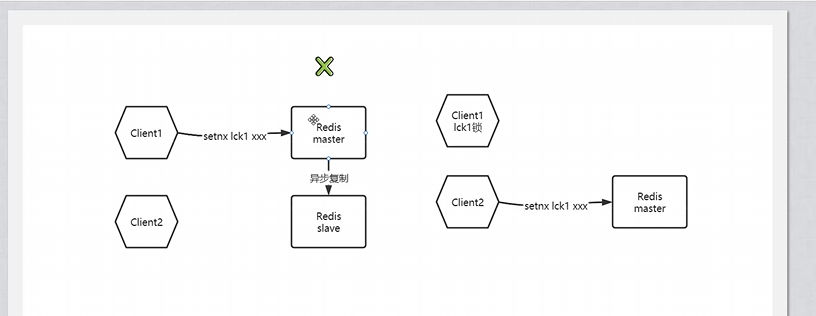 Client1
setnx lck1 xxx
Redis
master
异步复制
Client2
Redis
slave
Client1
lck1锁
Client2
setnx lck1 xxx
Redis
master